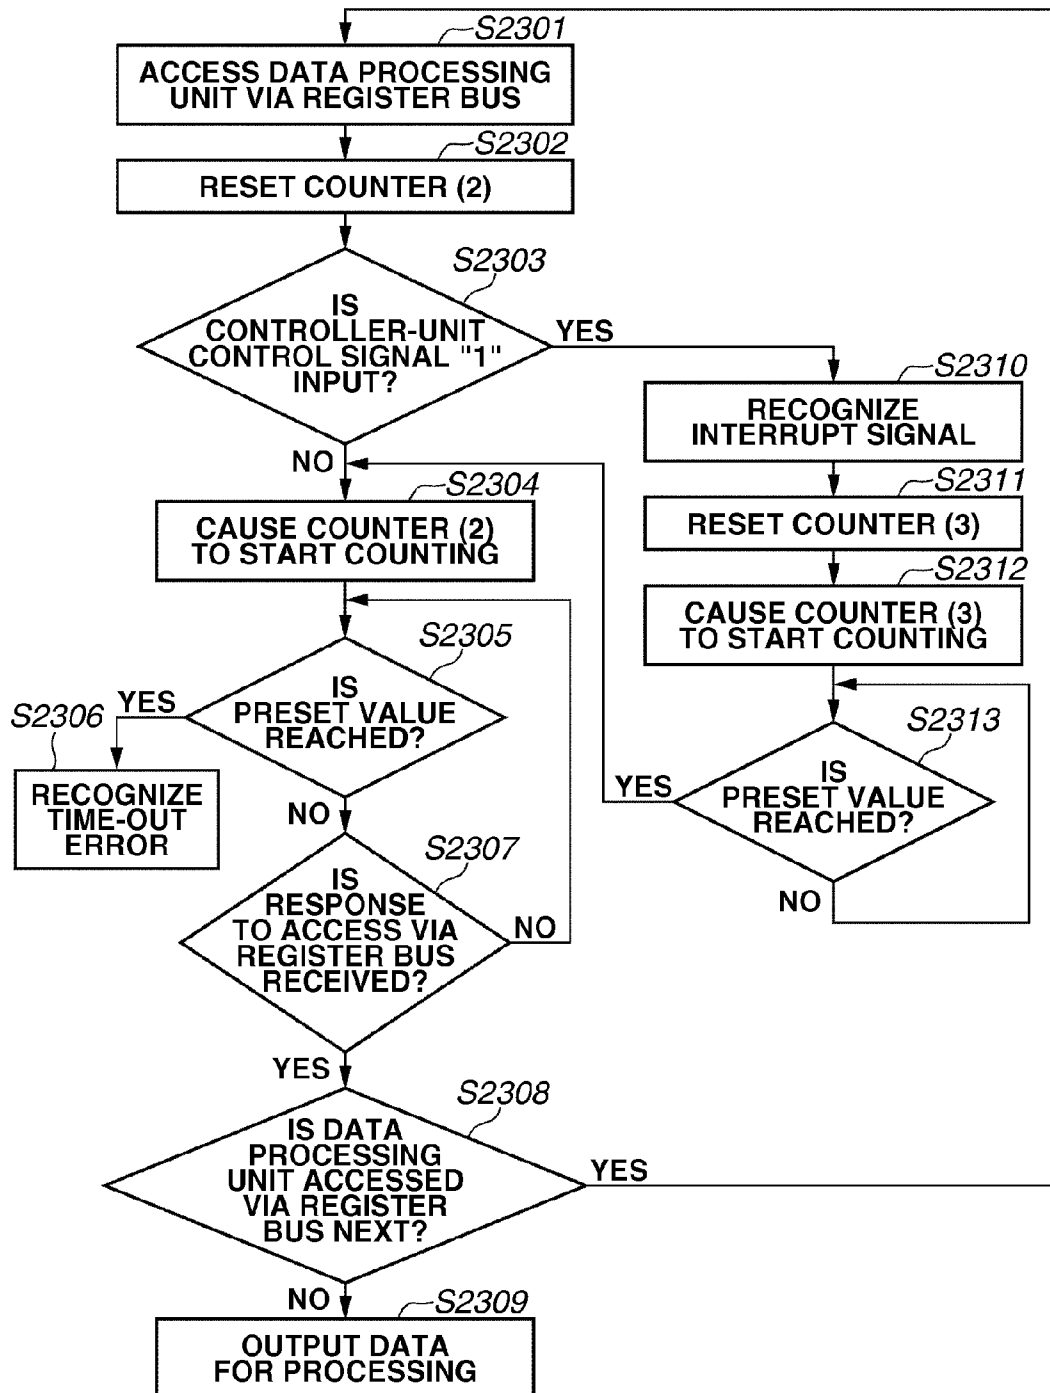 S2301
ACCESS DATA PROCESSING
UNIT VIA REGISTER BUS
S2302
RESET COUNTER (2)
S2303
IS
CONTROLLER-UNIT
CONTROL SIGNAL "1"
INPUT?
YES
NO
S2310
RECOGNIZE
INTERRUPT SIGNAL
S2311
RESET COUNTER (3)
S2312
CAUSE COUNTER (3)
TO START COUNTING
S2313
IS
PRESET VALUE
REACHED?
YES
NO
S2304
CAUSE COUNTER (2)
TO START COUNTING
S2305
IS
PRESET VALUE
REACHED?
YES
NO
S2306
RECOGNIZE
TIME-OUT
ERROR
S2307
IS
RESPONSE
TO ACCESS VIA
REGISTER BUS
RECEIVED?
NO
YES
S2308
IS DATA
PROCESSING
UNIT ACCESSED
VIA REGISTER
BUS NEXT?
YES
NO
S2309
OUTPUT DATA
FOR PROCESSING